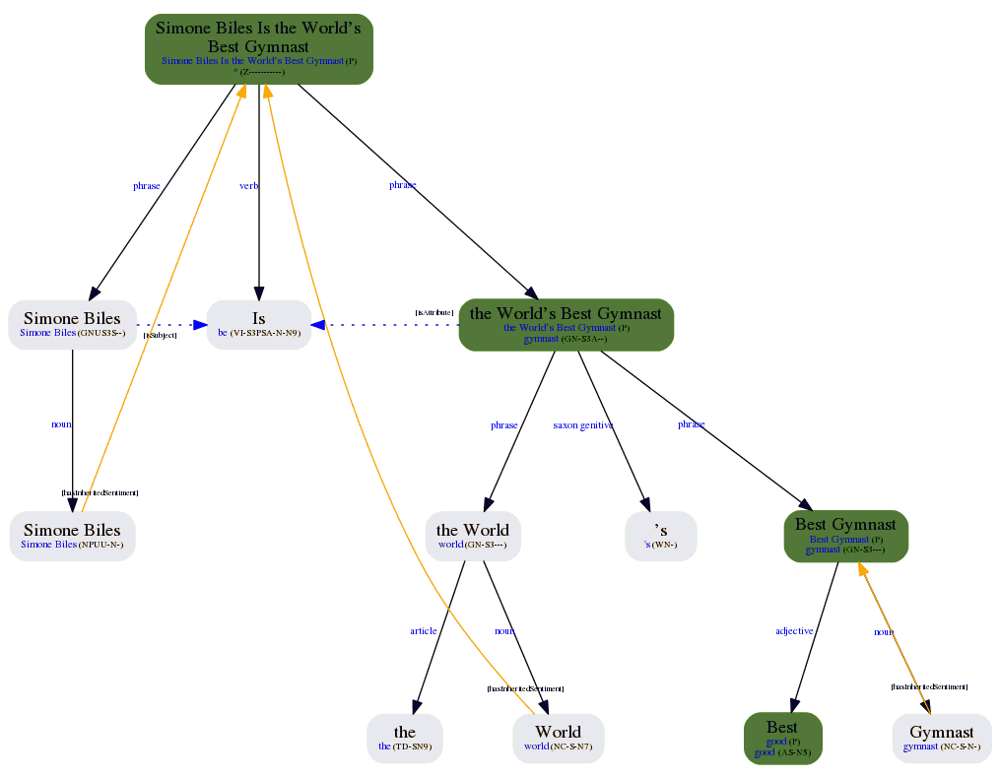 Simone Biles Is the World’s
Best Gymnast
Simone Biles Is the World’s Best Gymnast (P)
* (Z-----------)
phrase
verb
phrase
Simone Biles
Simone Biles (GNUS3S--)
[isSubject]
Is
be (VI-S3PSA-N-N9)
[isAttribute]
the World’s Best Gymnast
the World’s Best Gymnast (P)
gymnast (GN-S3A--)
noun
phrase
saxon genitive
phrase
[hasInheritedSentiment]
Simone Biles
Simone Biles (NPUU-N-)
the World
world (GN-S3---)
’s
's (WN-)
Best Gymnast
Best Gymnast (P)
gymnast (GN-S3---)
article
noun
adjective
noun
[hasInheritedSentiment]
[hasInheritedSentiment]
the
the (TD-SN9)
World
world (NC-S-N7)
Best
good (P)
good (AS-N5)
Gymnast
gymnast (NC-S-N-)